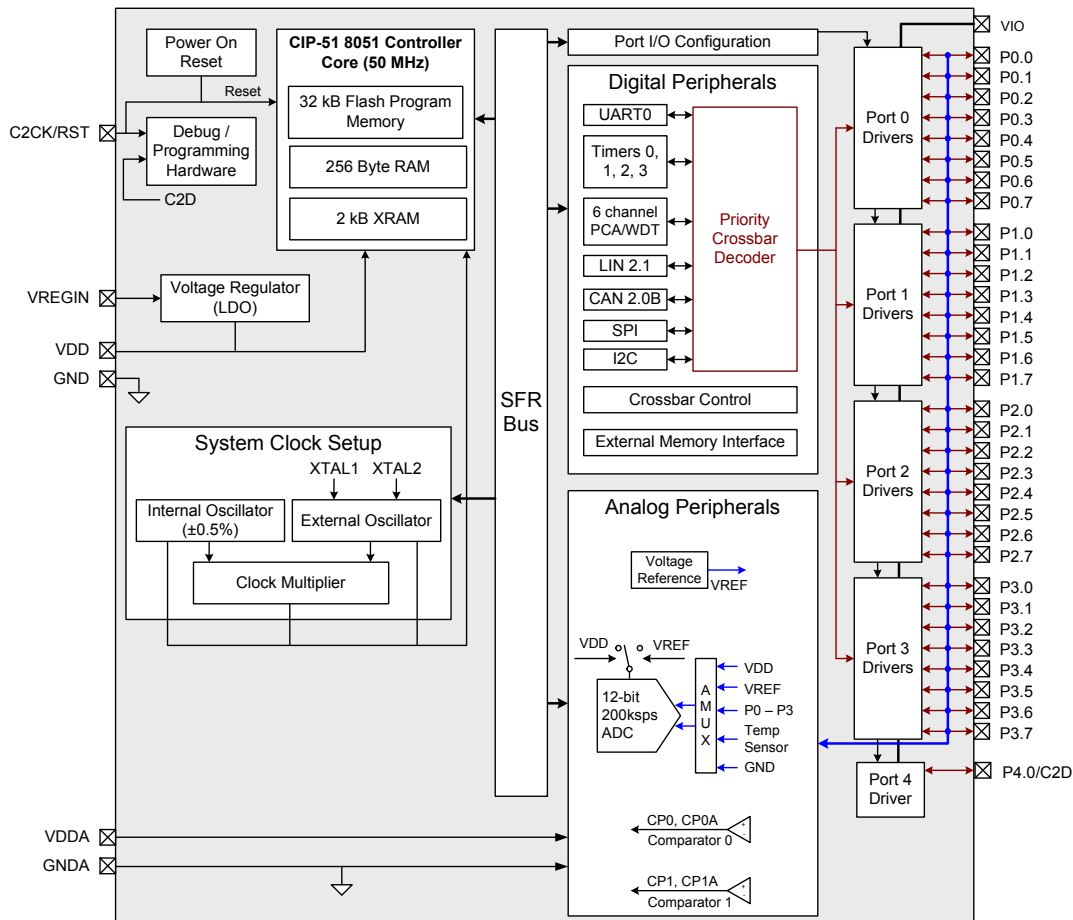 Power On
Reset
Reset
C2CK/RST
Debug /
Programming
Hardware
C2D
CIP-51 8051 Controller
Core (50 MHz)
32 kB Flash Program
Memory
256 Byte RAM
2 kB XRAM
VREGIN
Voltage Regulator
(LDO)
VDD
GND
System Clock Setup
XTAL1
XTAL2
Internal Oscillator
(±0.5%)
External Oscillator
Clock Multiplier
VDDA
GNDA
SFR
Bus
Port I/O Configuration
Digital Peripherals
UART0
Timers 0,
1, 2, 3
6 channel
PCA/WDT
LIN 2.1
CAN 2.0B
SPI
I2C
Priority
Crossbar
Decoder
Crossbar Control
External Memory Interface
Analog Peripherals
Voltage
Reference
VREF
VDD
VREF
12-bit
200ksps
ADC
A
M
U
X
VDD
VREF
P0 – P3
Temp
Sensor
GND
CP0, CP0A
+
-
Comparator 0
CP1, CP1A
+
-
Comparator 1
Port 0
Drivers
Port 1
Drivers
Port 2
Drivers
Port 3
Drivers
Port 4
Driver
VIO
P0.0
P0.1
P0.2
P0.3
P0.4
P0.5
P0.6
P0.7
P1.0
P1.1
P1.2
P1.3
P1.4
P1.5
P1.6
P1.7
P2.0
P2.1
P2.2
P2.3
P2.4
P2.5
P2.6
P2.7
P3.0
P3.1
P3.2
P3.3
P3.4
P3.5
P3.6
P3.7
P4.0/C2D